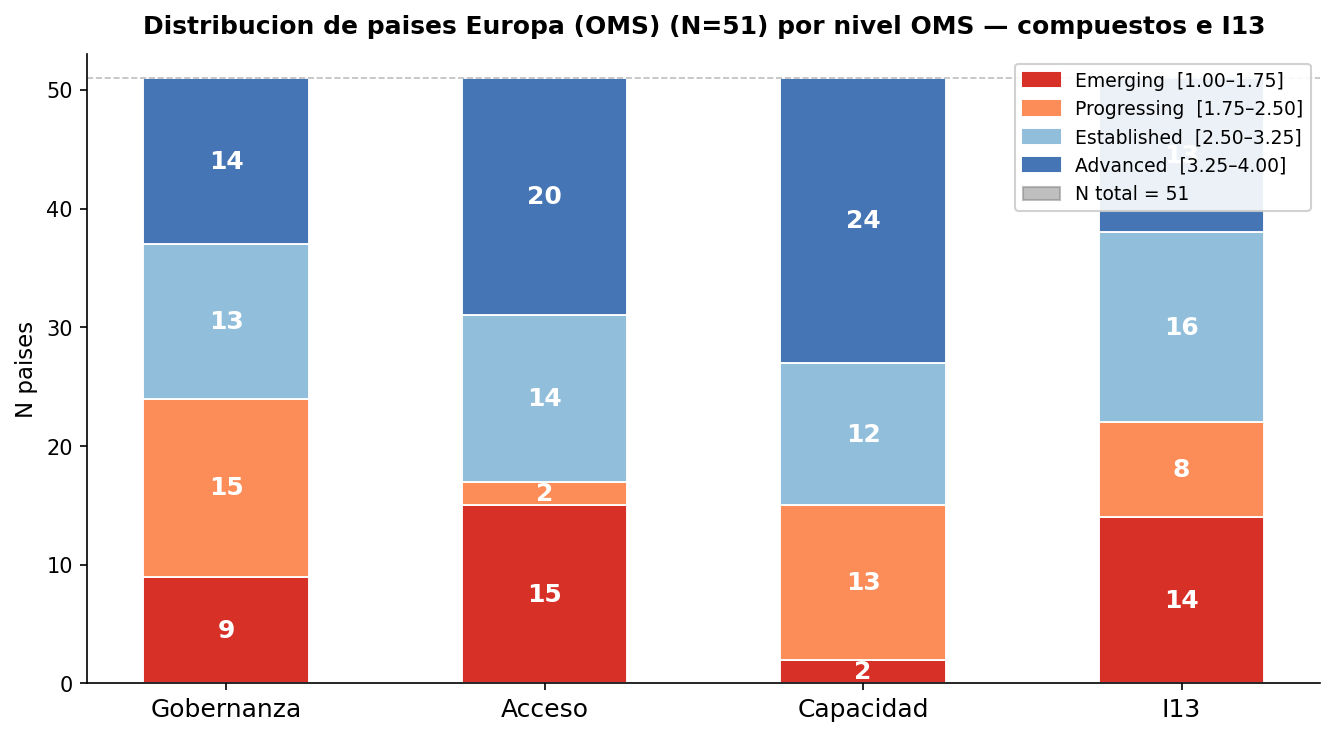 Distribucion de paises Europa (OMS) (N=51) por nivel OMS — compuestos e I13
Emerging [1.00–1.75]
Progressing [1.75–2.50]
Established [2.50–3.25]
Advanced [3.25–4.00]
N total = 51
N paises
50
40
30
20
10
0
14
13
15
9
20
14
2
15
24
12
13
2
13
16
8
14
Gobernanza
Acceso
Capacidad
I13